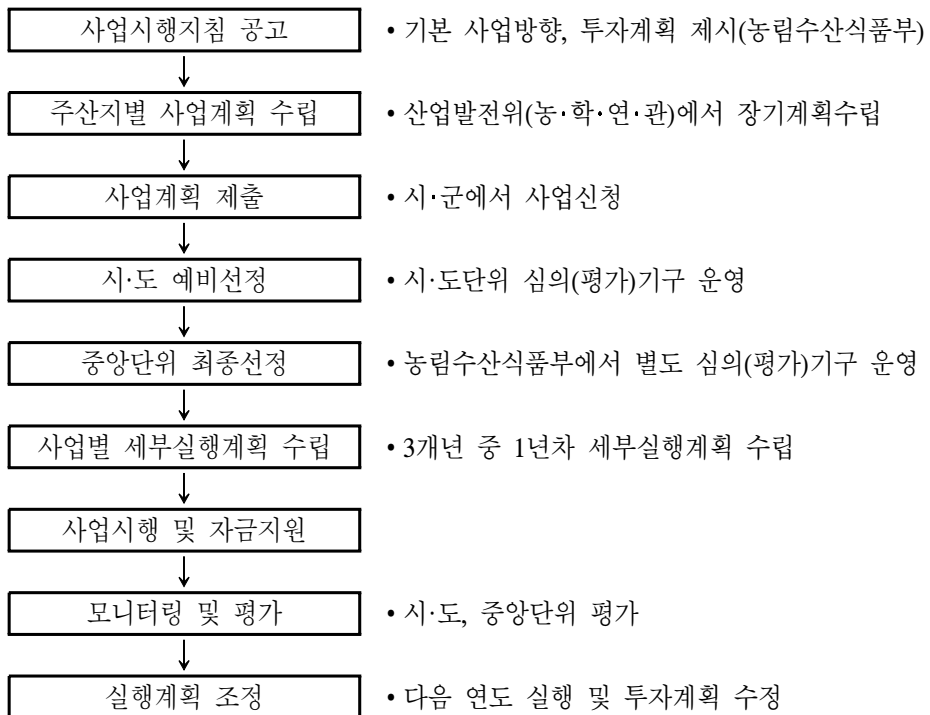 사업시행지침 공고 • 기본 사업방향, 투자계획 제시(농림수산식품부)
주산지별 사업계획 수립 • 산업발전위(농·학·연·관)에서 장기계획수립
사업계획 제출 • 시·군에서 사업신청
시·도 예비선정 • 시·도단위 심의(평가)기구 운영
중앙단위 최종선정 • 농림수산식품부에서 별도 심의(평가)기구 운영
사업별 세부실행계획 수립 • 3개년 중 1년차 세부실행계획 수립
사업시행 및 자금지원
모니터링 및 평가 • 시·도, 중앙단위 평가
실행계획 조정 • 다음 연도 실행 및 투자계획 수정